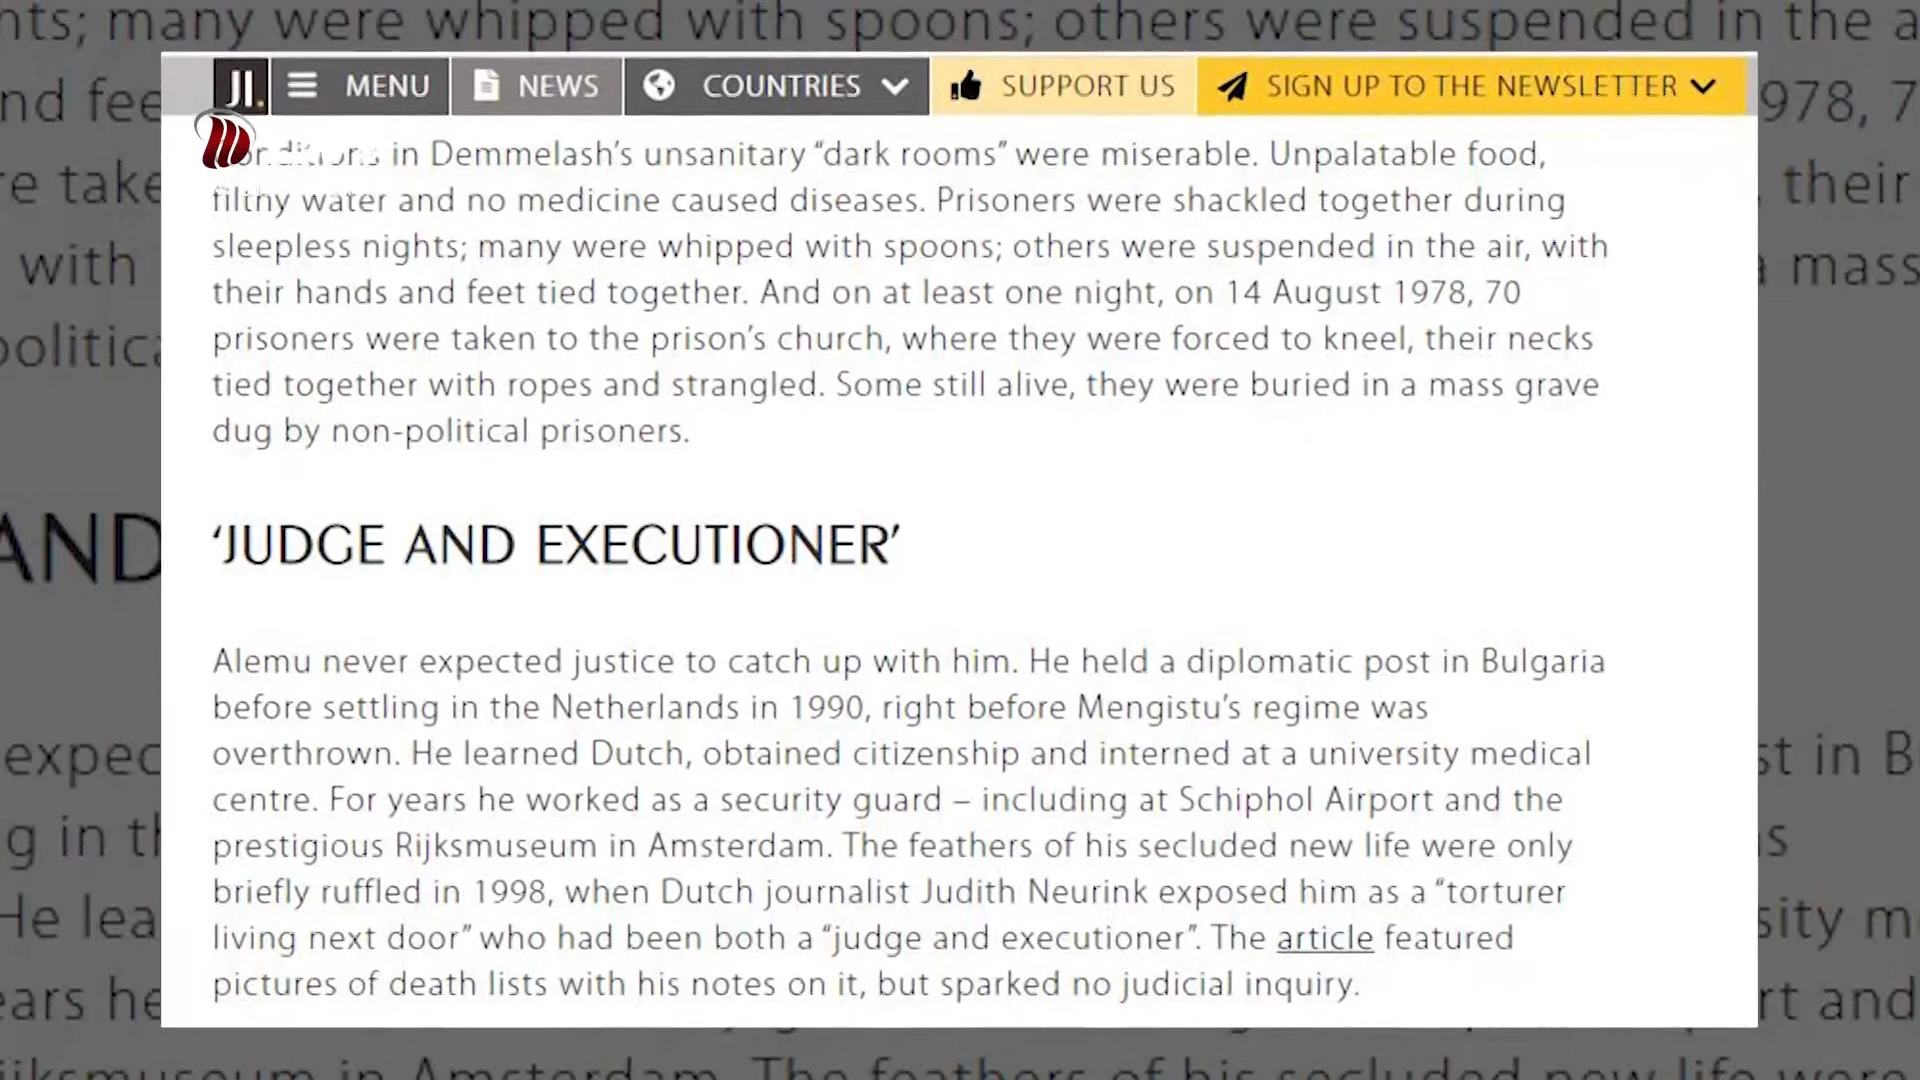 JI.
MENU
NEWS
COUNTRIES
SUPPORT US
SIGN UP TO THE NEWSLETTER
in Demmelash's unsanitary “dark rooms” were miserable. Unpalatable food,
filthy water and no medicine caused diseases. Prisoners were shackled together during
sleepless nights; many were whipped with spoons; others were suspended in the air, with
their hands and feet tied together. And on at least one night, on 14 August 1978, 70
prisoners were taken to the prison’s church, where they were forced to kneel, their necks
tied together with ropes and strangled. Some still alive, they were buried in a mass grave
dug by non-political prisoners.
‘JUDGE AND EXECUTIONER’
Alemu never expected justice to catch up with him. He held a diplomatic post in Bulgaria
before settling in the Netherlands in 1990, right before Mengistu’s regime was
overthrown. He learned Dutch, obtained citizenship and interned at a university medical
centre. For years he worked as a security guard – including at Schiphol Airport and the
prestigious Rijksmuseum in Amsterdam. The feathers of his secluded new life were only
briefly ruffled in 1998, when Dutch journalist Judith Neurink exposed him as a “torturer
living next door” who had been both a “judge and executioner”. The article featured
pictures of death lists with his notes on it, but sparked no judicial inquiry.